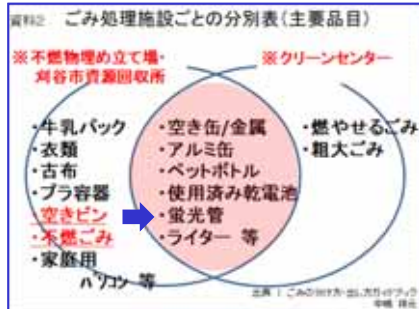 資料2 ごみ処理施設ごとの分別表(主要品目)
※不燃物埋め立て場・
刈谷市資源回収所
※クリーンセンター
・牛乳パック
・衣類
・古布
・プラ容器
・空きビン
・不燃ごみ
・家庭用
パソコン 等
・空き缶/金属
・アルミ缶
・ペットボトル
・使用済み乾電池
・蛍光管
・ライター 等
・燃やせるごみ
・粗大ごみ
出典:ごみの分け方・出し方ガイドブック